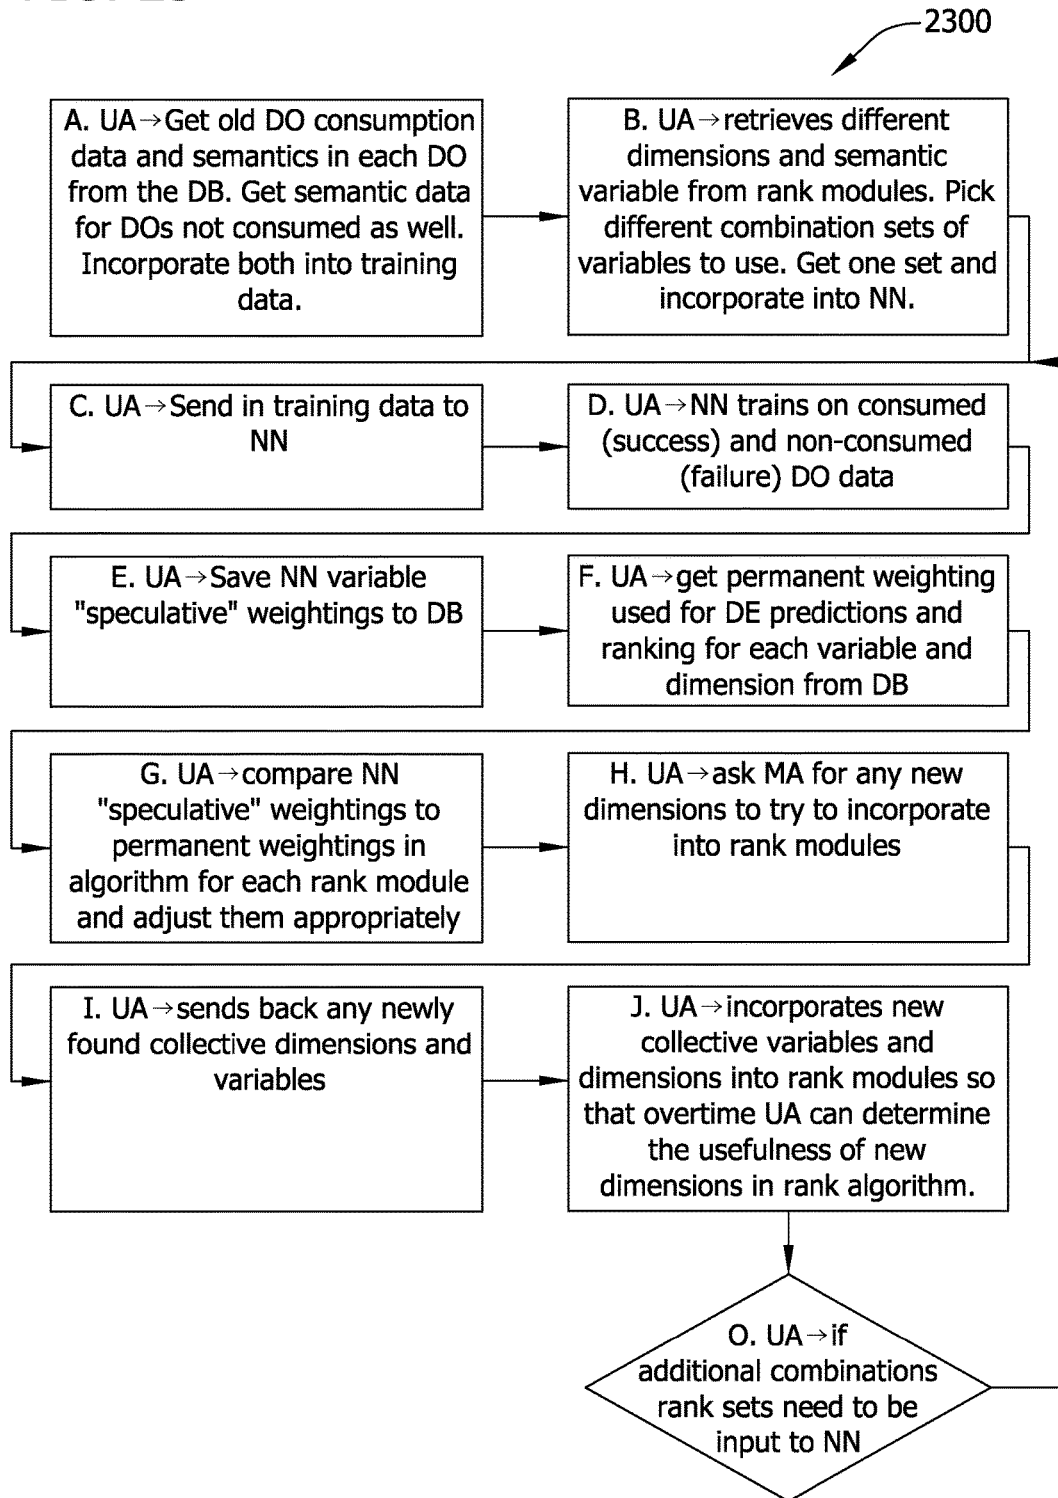 2300
A. UA→Get old DO consumption
data and semantics in each DO
from the DB. Get semantic data
for DOs not consumed as well.
Incorporate both into training
data.
B. UA→retrieves different
dimensions and semantic
variable from rank modules. Pick
different combination sets of
variables to use. Get one set and
incorporate into NN.
C. UA→Send in training data to
NN
D. UA→NN trains on consumed
(success) and non-consumed
(failure) DO data
E. UA→Save NN variable
"speculative" weightings to DB
F. UA→get permanent weighting
used for DE predictions and
ranking for each variable and
dimension from DB
G. UA→compare NN
"speculative" weightings to
permanent weightings in
algorithm for each rank module
and adjust them appropriately
H. UA→ask MA for any new
dimensions to try to incorporate
into rank modules
I. UA→sends back any newly
found collective dimensions and
variables
J. UA→incorporates new
collective variables and
dimensions into rank modules so
that overtime UA can determine
the usefulness of new
dimensions in rank algorithm.
O. UA→if
additional combinations
rank sets need to be
input to NN